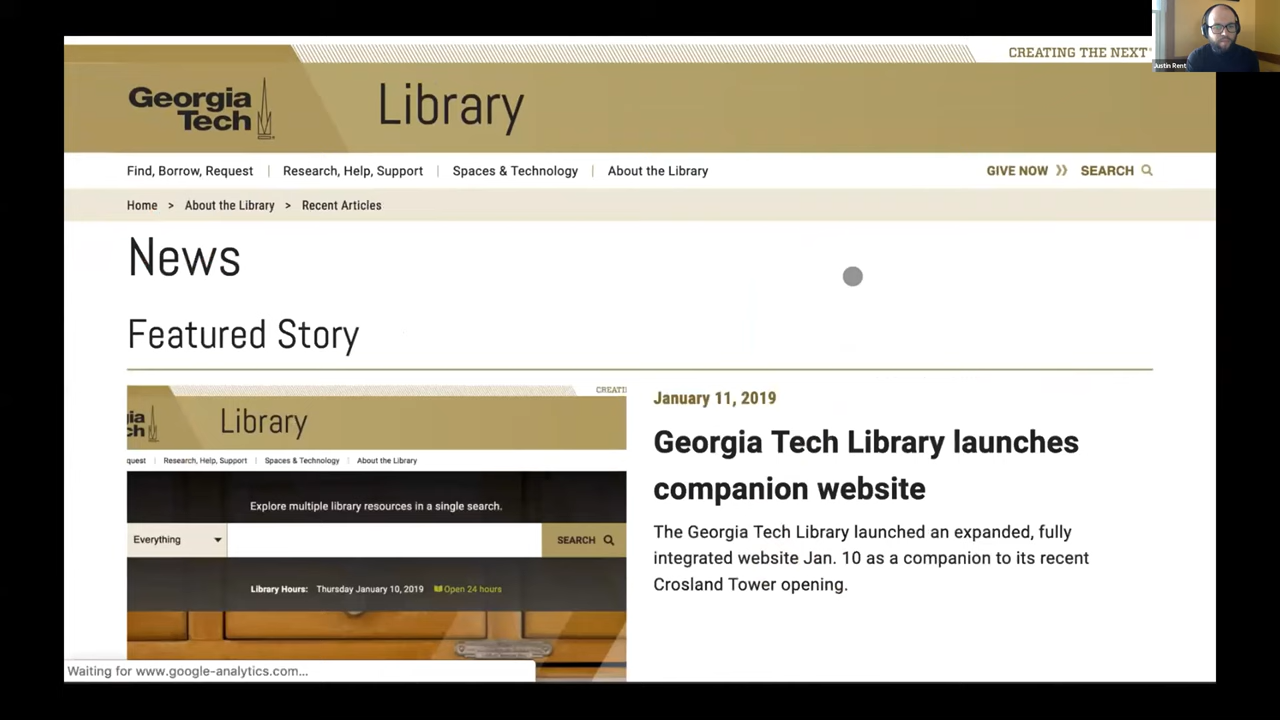 CREATING THE NEXT
Justin Rent
Georgia
Tech
Library
Find, Borrow, Request | Research, Help, Support | Spaces & Technology | About the Library
GIVE NOW SEARCH
Home > About the Library > Recent Articles
News
Featured Story
CREATI
ia
ch
Library
quest | Research, Help, Support | Spaces & Technology | About the Library
Explore multiple library resources in a single search.
Everything
SEARCH
Library Hours: Thursday January 10, 2019 Open 24 hours
January 11, 2019
Georgia Tech Library launches
companion website
The Georgia Tech Library launched an expanded, fully
integrated website Jan. 10 as a companion to its recent
Crosland Tower opening.
Waiting for www.google-analytics.com...